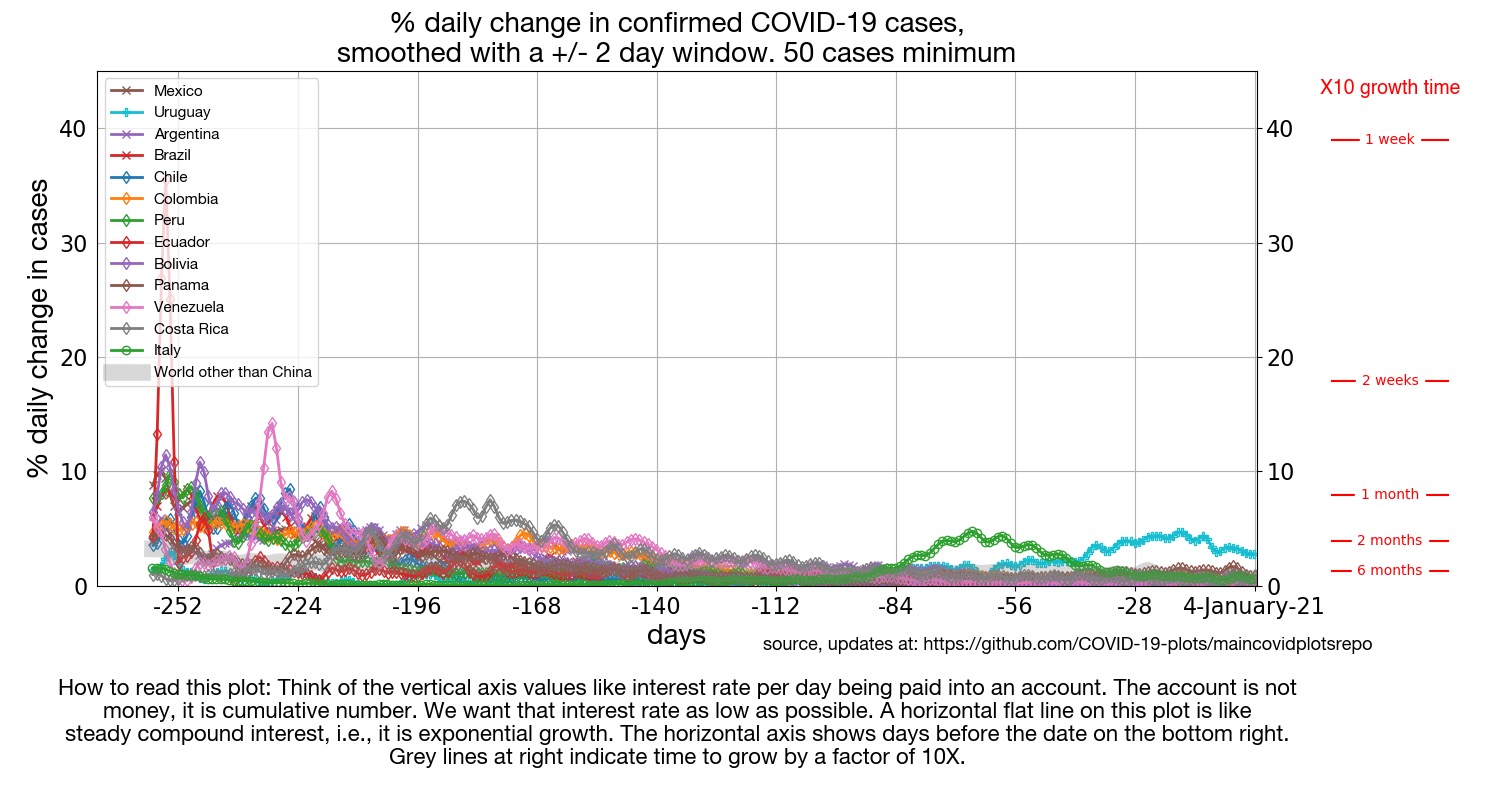 % daily change in confirmed COVID-19 cases,
smoothed with a +/- 2 day window. 50 cases minimum
X10 growth time
1 week
2 weeks
1 month
2 months
6 months
Mexico
Uruguay
Argentina
Brazil
Chile
Colombia
Peru
Ecuador
Bolivia
Panama
Venezuela
Costa Rica
Italy
World other than China
% daily change in cases
40
30
20
10
0
40
30
20
10
0
-252 -224 -196 -168 -140 -112 -84 -56 -28 4-January-21
days
source, updates at: https://github.com/COVID-19-plots/maincovidplotsrepo
How to read this plot: Think of the vertical axis values like interest rate per day being paid into an account. The account is not
money, it is cumulative number. We want that interest rate as low as possible. A horizontal flat line on this plot is like
steady compound interest, i.e., it is exponential growth. The horizontal axis shows days before the date on the bottom right.
Grey lines at right indicate time to grow by a factor of 10X.